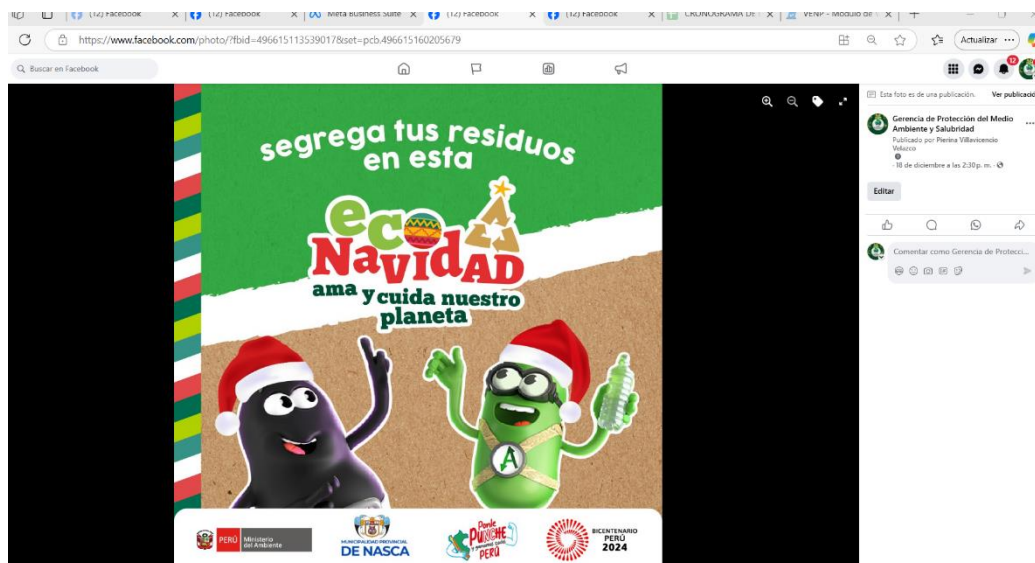 (12) Facebook
(12) Facebook
Meta Business Suite
(12) Facebook
(12) Facebook
CRONOGRAMA DE
VENP - Módulo de
https://www.facebook.com/photo/?fbid=496615113539017&set=pcb.496615160205679
Actualizar
Buscar en Facebook
12
segrega tus residuos
en esta
eco
NavidAD
ama y cuida nuestro
planeta
A
PERÚ
Ministerio
del Ambiente
MUNICIPALIDAD PROVINCIAL
DE NASCA
Ponle
PUNCHE
PERÚ
BICENTENARIO
PERÚ
2024
Esta foto es de una publicación.
Ver publicació
Gerencia de Protección del Medio
Ambiente y Salubridad
Publicado por Pierina Villavicencio
Velazco
· 18 de diciembre a las 2:30 p. m. ·
Editar
Comentar como Gerencia de Protecci...